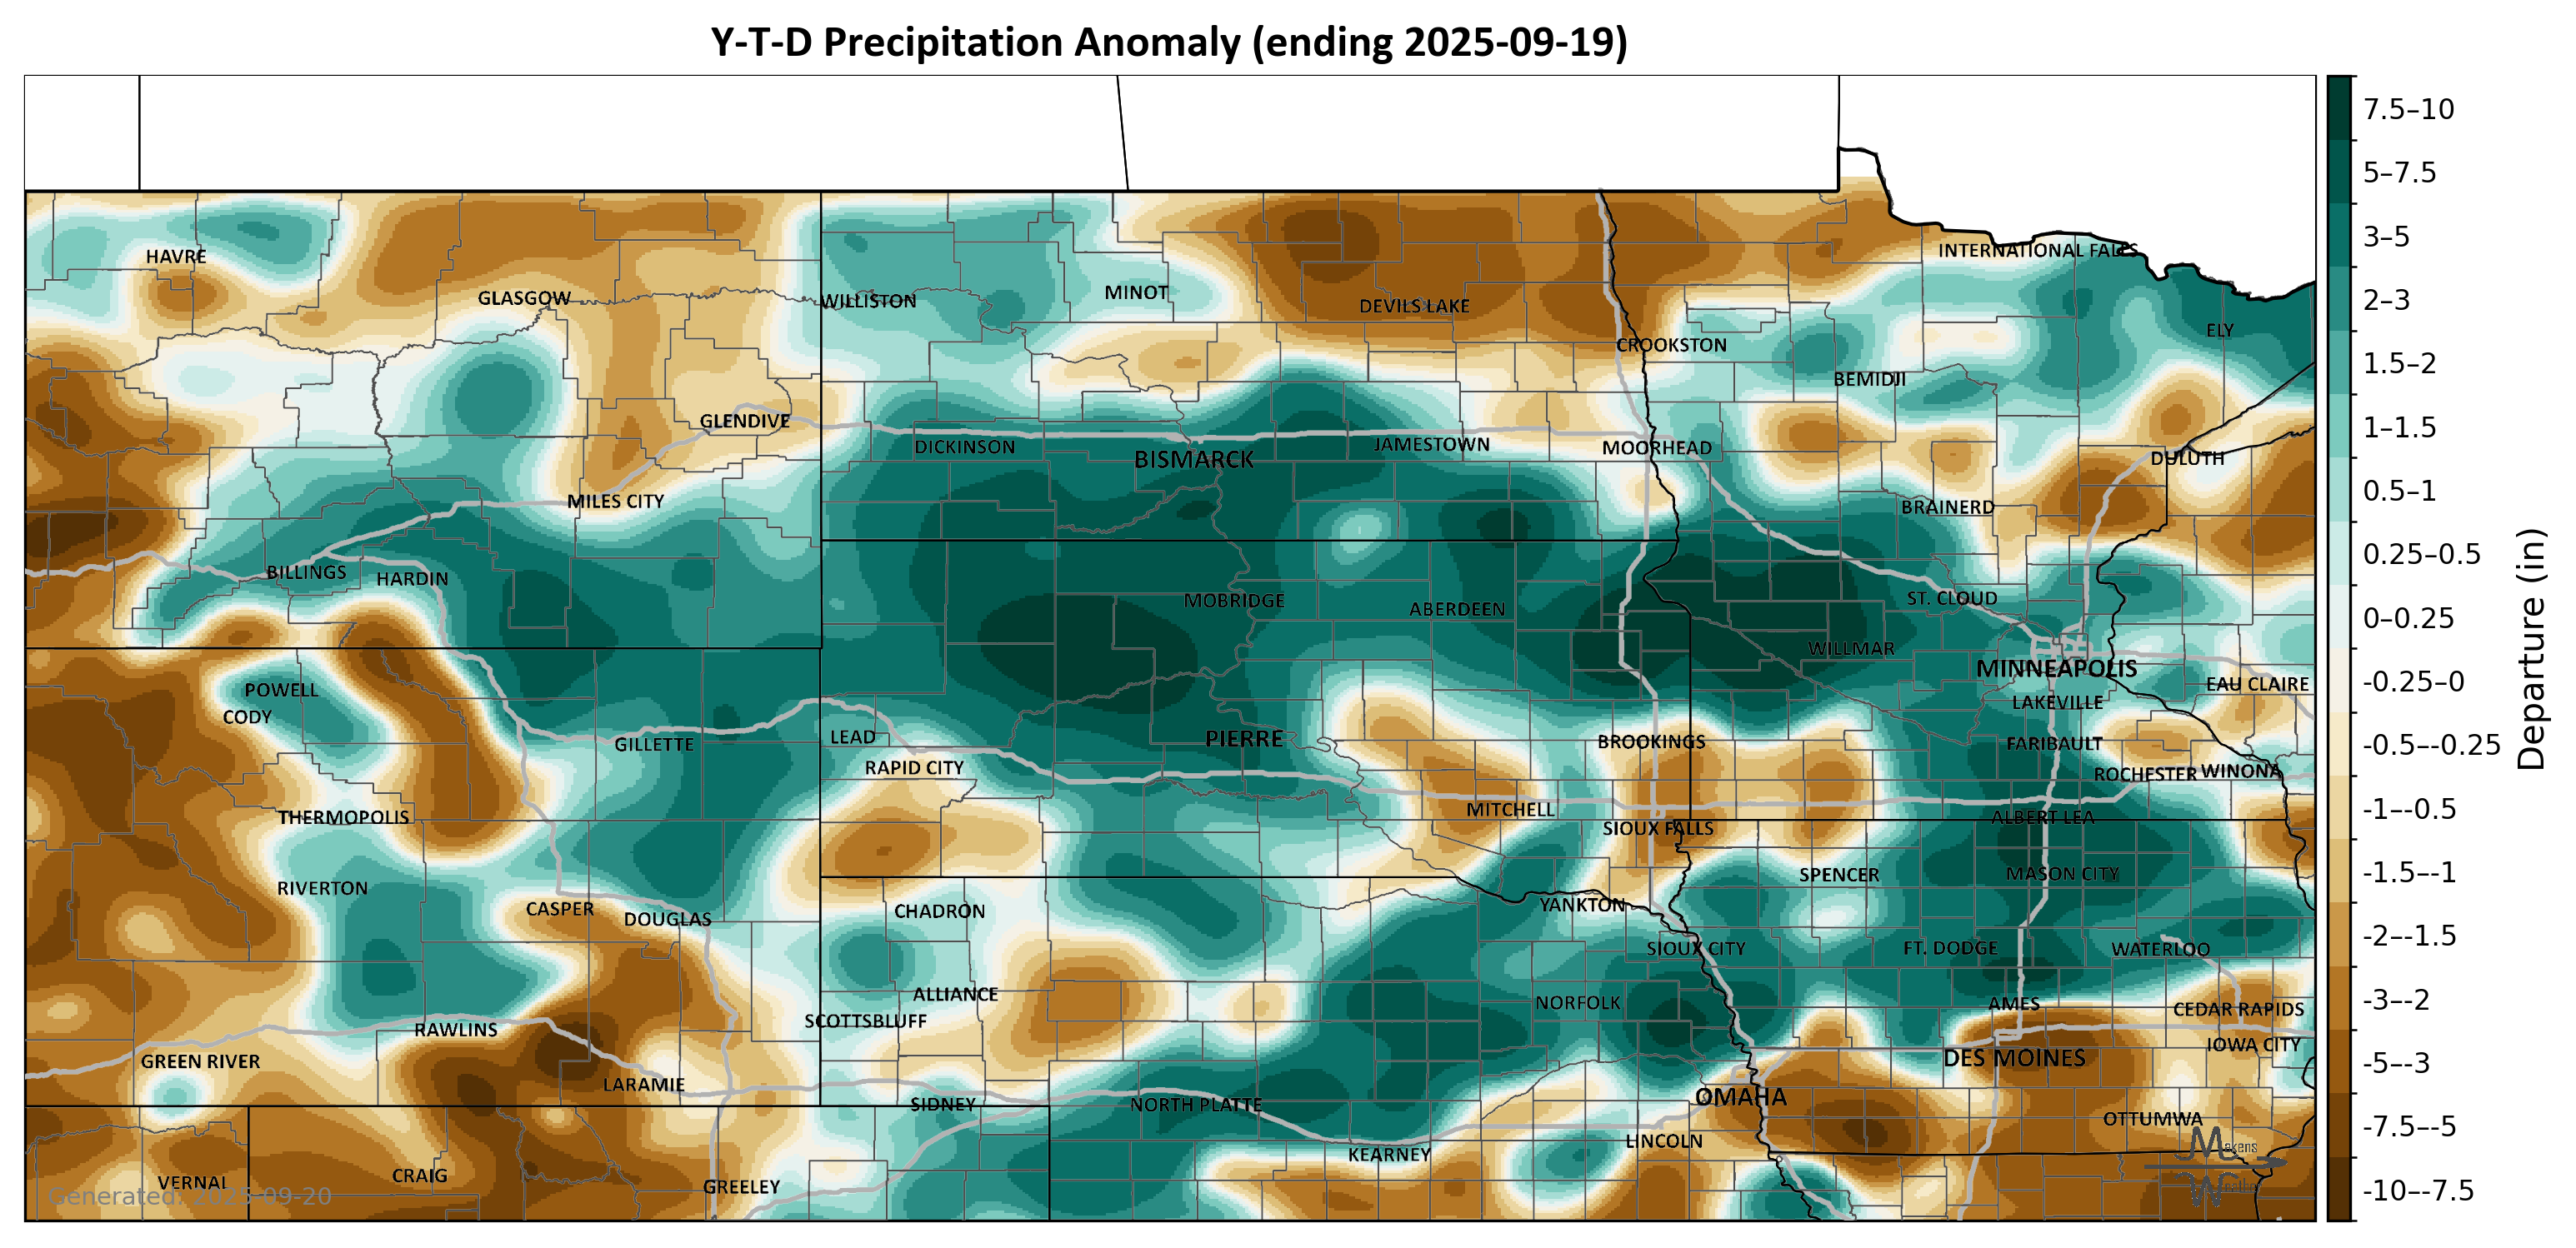 Y-T-D Precipitation Anomaly (ending 2025-09-19)
HAVRE
INTERNATIONAL FALLS
GLASGOW
WILLISTON
MINOT
DEVILS LAKE
ELY
CROOKSTON
BEMIDJI
GLENDIVE
DICKINSON
BISMARCK
JAMESTOWN
MOORHEAD
DULUTH
MILES CITY
BRAINERD
BILLINGS
HARDIN
MOBRIDGE
ABERDEEN
ST. CLOUD
WILLMAR
MINNEAPOLIS
POWELL
EAU CLAIRE
CODY
LAKEVILLE
GILLETTE
LEAD
PIERRE
BROOKINGS
FARIBAULT
RAPID CITY
ROCHESTER
WINONA
THERMOPOLIS
MITCHELL
SIOUX FALLS
ALBERT LEA
RIVERTON
SPENCER
MASON CITY
CASPER
DOUGLAS
CHADRON
YANKTON
SIOUX CITY
FT. DODGE
WATERLOO
ALLIANCE
NORFOLK
AMES
CEDAR RAPIDS
SCOTTSBLUFF
RAWLINS
IOWA CITY
GREEN RIVER
DES MOINES
LARAMIE
OMAHA
SIDNEY
NORTH PLATTE
OTTUMWA
LINCOLN
KEARNEY
Makens
Weather
VERNAL
CRAIG
GREELEY
Generated: 2025-09-20
7.5–10
5–7.5
3–5
2–3
1.5–2
1–1.5
0.5–1
0.25–0.5
0–0.25
-0.25–0
-0.5–-0.25
-1–-0.5
-1.5–-1
-2–-1.5
-3–-2
-5–-3
-7.5–-5
-10–-7.5
Departure (in)